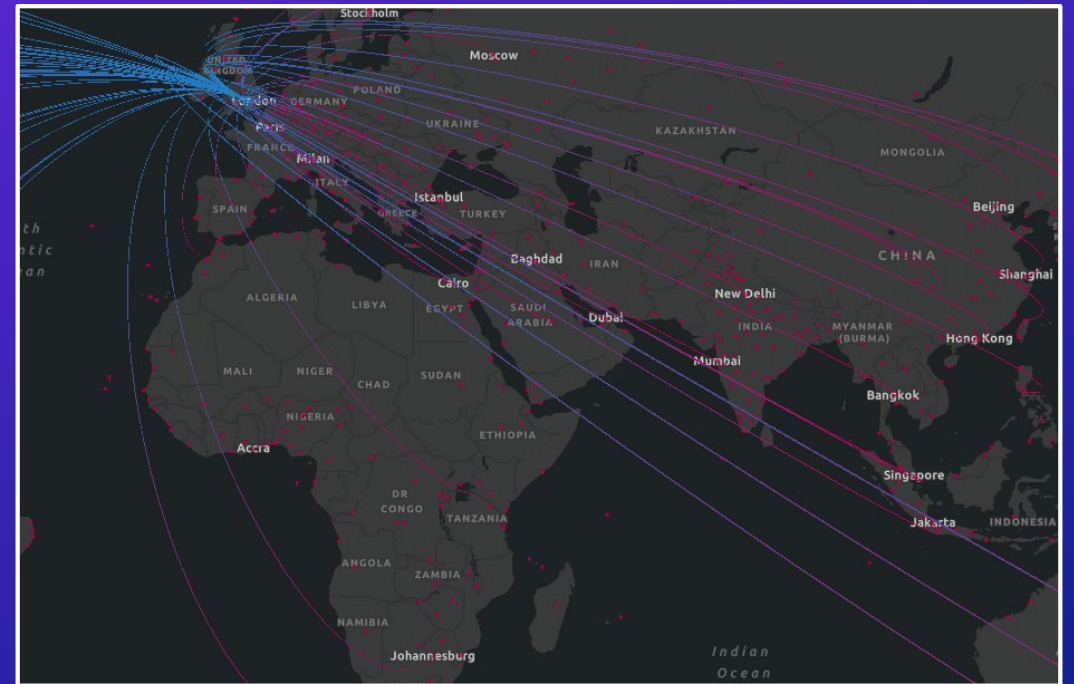 Stockholm
Moscow
UNITED
KINGDOM
POLAND
London
GERMANY
Paris
UKRAINE
KAZAKHSTAN
FRANCE
MONGOLIA
Milan
ITALY
Istanbul
Beijing
SPAIN
GREECE
TURKEY
th
ntic
an
Baghdad
IRAN
CHINA
Shanghai
Cairo
ALGERIA
LIBYA
EGYPT
SAUDI
ARABIA
Dubai
New Delhi
INDIA
MYANMAR
(BURMA)
Hong Kong
Mumbai
MALI
NIGER
CHAD
SUDAN
Bangkok
NIGERIA
Accra
ETHIOPIA
Singapore
DR
CONGO
TANZANIA
Jakarta
INDONESIA
ANGOLA
ZAMBIA
NAMIBIA
Johannesburg
Indian
Ocean